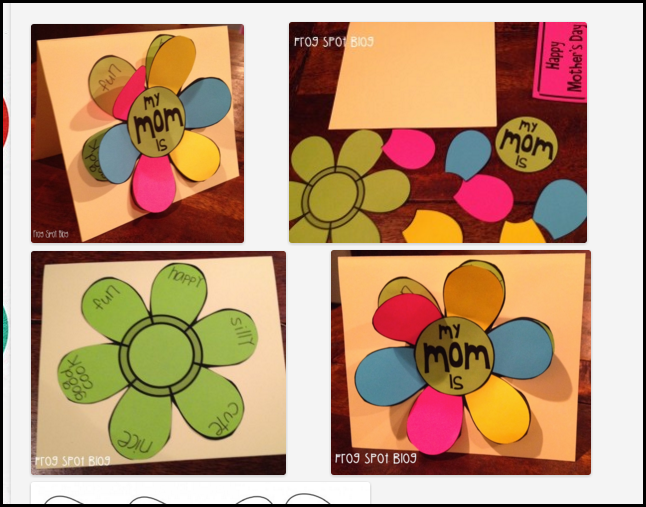 fun
my
MOM
is
Frog Spot Blog
Frog Spot Blog
Happy
Mother's Day
my
MOM
is
happy
fun
silly
good
cook
cute
nice
Frog Spot Blog
my
MOM
is
Frog Spot Blog